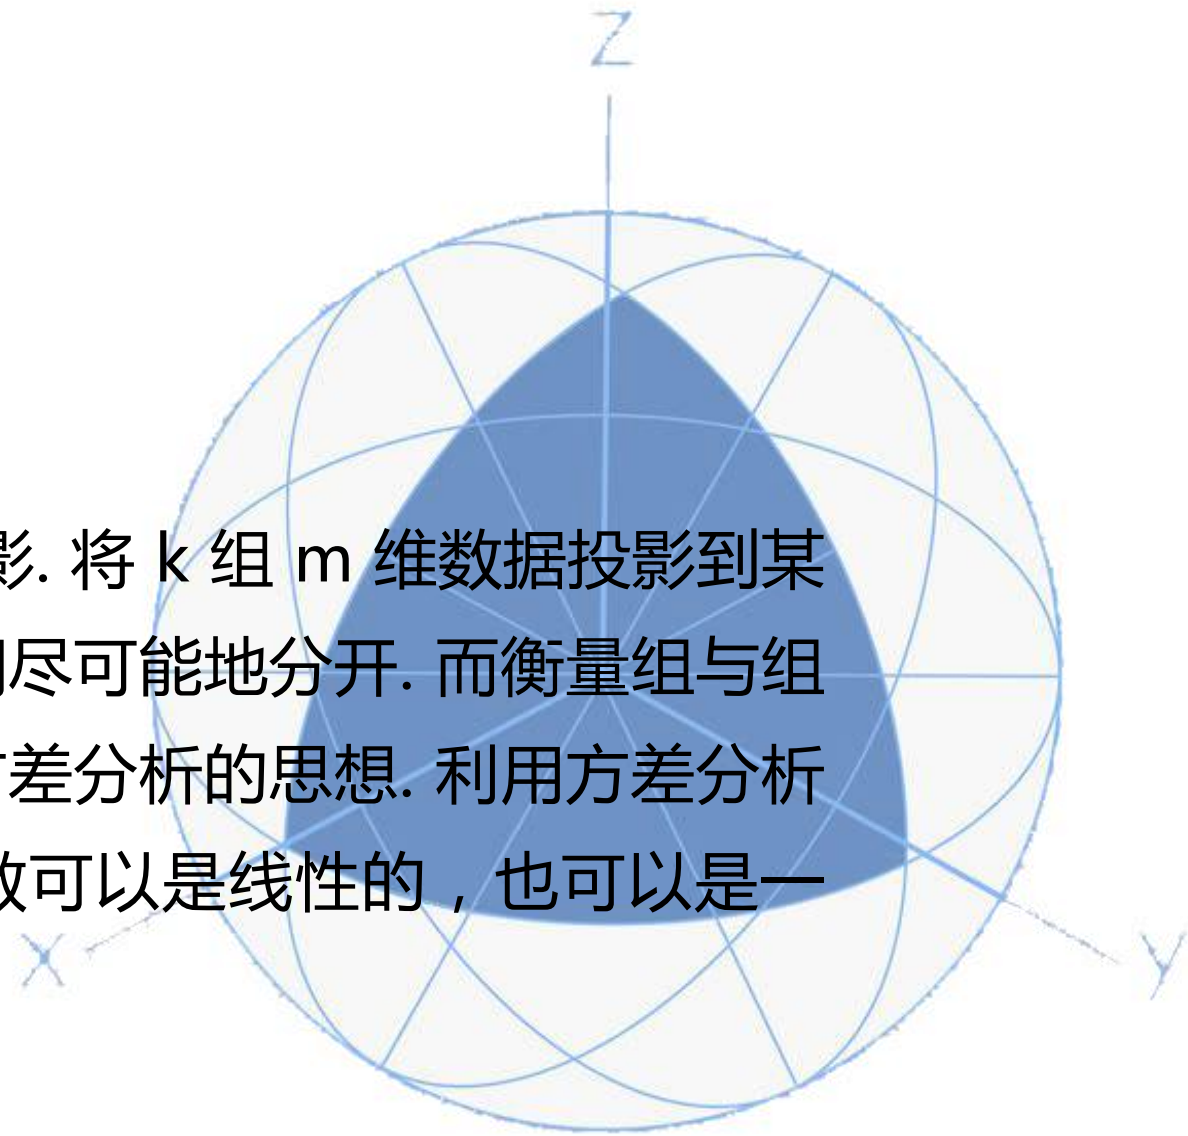 Z
影. 将 k 组 m 维数据投影到某
尽可能地分开. 而衡量组与组
差分析的思想. 利用方差分析
可以是线性的，也可以是一
X
y